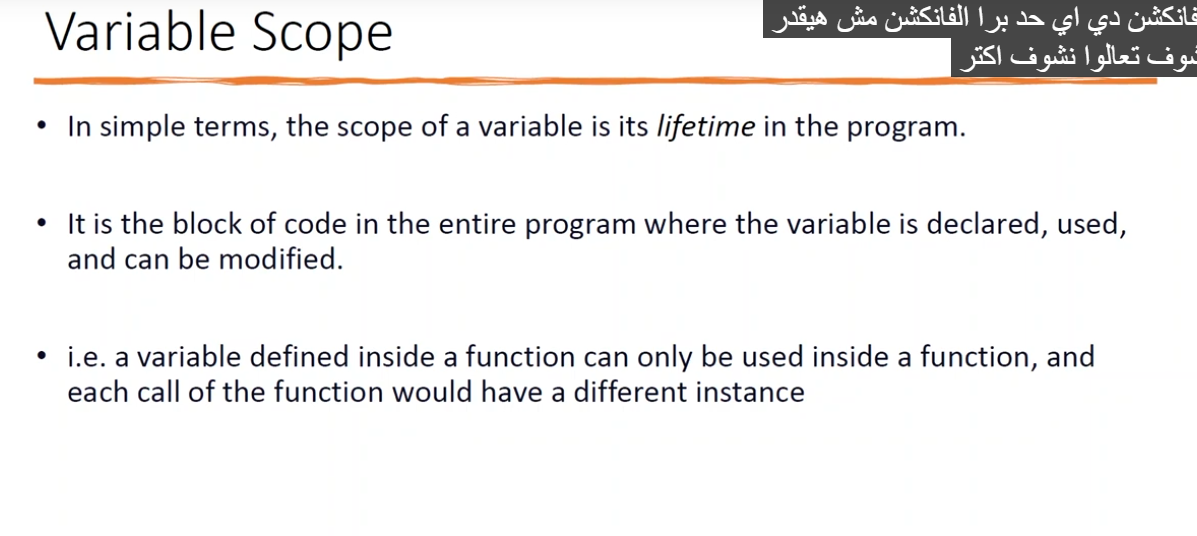 Variable Scope
دي اي حد برا الفانكشن مش هيقدر
تعالوا نشوف اكتر
• In simple terms, the scope of a variable is its lifetime in the program.
• It is the block of code in the entire program where the variable is declared, used,
and can be modified.
• i.e. a variable defined inside a function can only be used inside a function, and
each call of the function would have a different instance